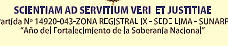 SCIENTIAM AD SERVITIUM VERI ET JUSTITIAE
Partida Nº 14920-043-ZONA REGISTRAL IX - SEDE LIMA - SUNARP
"Año del Fortalecimiento de la Soberanía Nacional"